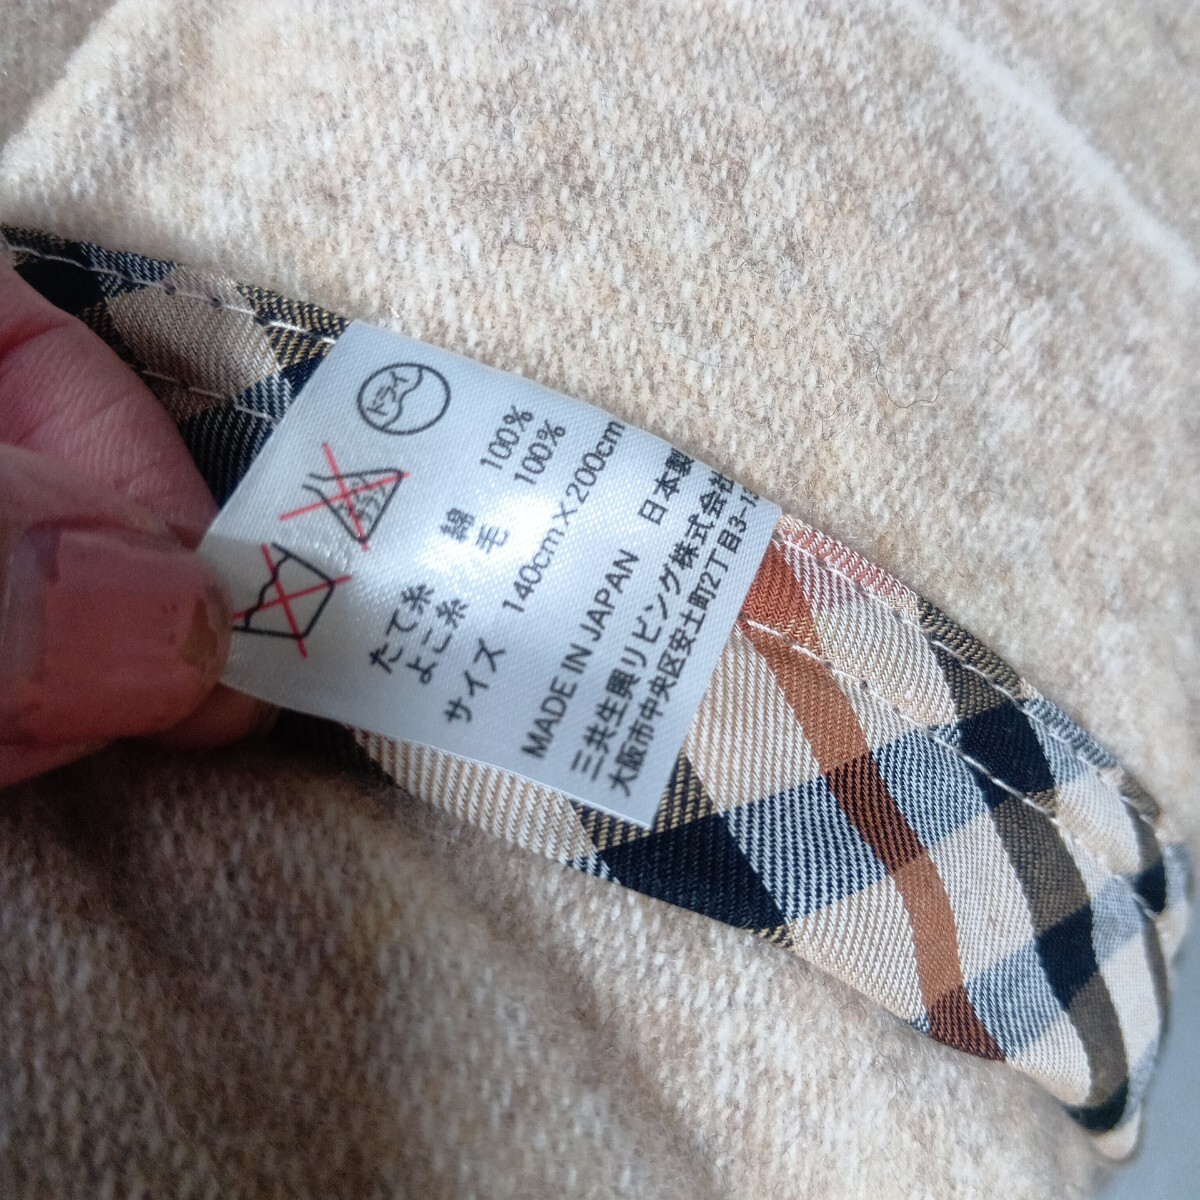 ドライ
たて糸 綿 100%
よこ糸 毛 100%
サイズ 140cm×200cm
MADE IN JAPAN 日本製
三共生興リビング株式会社
大阪市中央区安土町2丁目3-